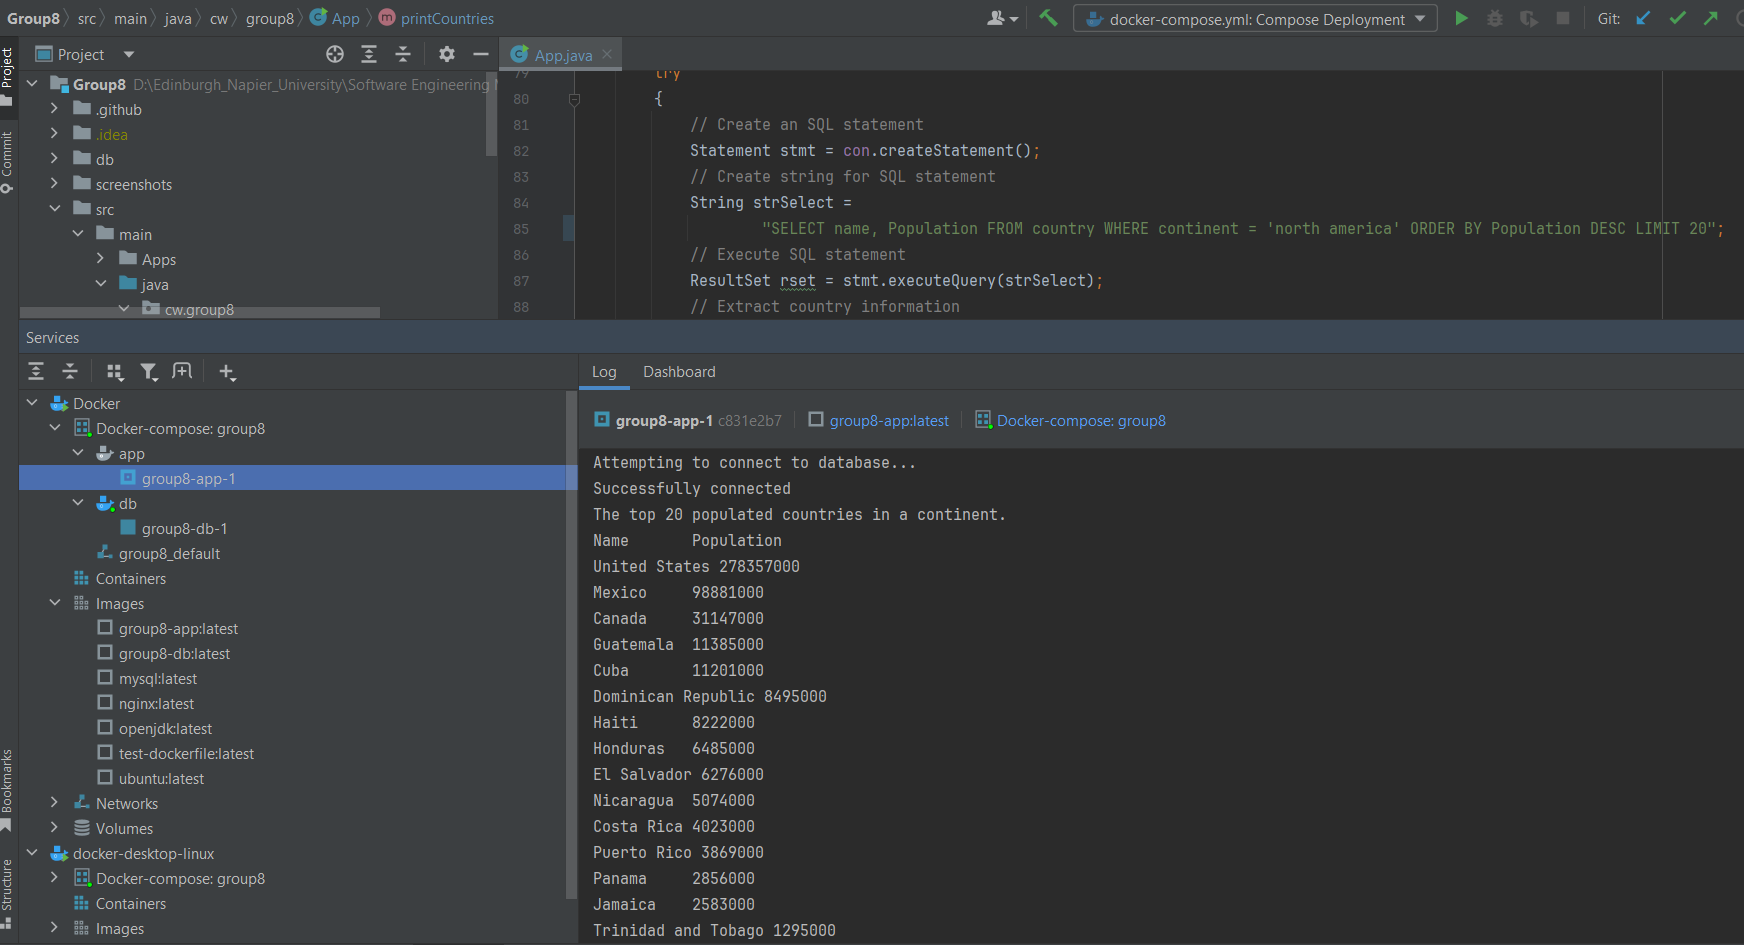 Group8 src main java cw group8 App printCountries docker-compose.yml: Compose Deployment Git:
Project
Project
App.java
Group8 D:\Edinburgh_Napier_University\Software Engineering
.github
.idea
db
screenshots
src
main
Apps
java
cw.group8
Commit
79 try
80 {
81 // Create an SQL statement
82 Statement stmt = con.createStatement();
83 // Create string for SQL statement
84 String strSelect =
85 "SELECT name, Population FROM country WHERE continent = 'north america' ORDER BY Population DESC LIMIT 20";
86 // Execute SQL statement
87 ResultSet rset = stmt.executeQuery(strSelect);
88 // Extract country information
Services
Docker
Docker-compose: group8
app
group8-app-1
db
group8-db-1
group8_default
Containers
Images
group8-app:latest
group8-db:latest
mysql:latest
nginx:latest
openjdk:latest
test-dockerfile:latest
ubuntu:latest
Networks
Volumes
docker-desktop-linux
Docker-compose: group8
Containers
Images
Bookmarks
Structure
Log Dashboard
group8-app-1 c831e2b7 group8-app:latest Docker-compose: group8
Attempting to connect to database...
Successfully connected
The top 20 populated countries in a continent.
Name Population
United States 278357000
Mexico 98881000
Canada 31147000
Guatemala 11385000
Cuba 11201000
Dominican Republic 8495000
Haiti 8222000
Honduras 6485000
El Salvador 6276000
Nicaragua 5074000
Costa Rica 4023000
Puerto Rico 3869000
Panama 2856000
Jamaica 2583000
Trinidad and Tobago 1295000